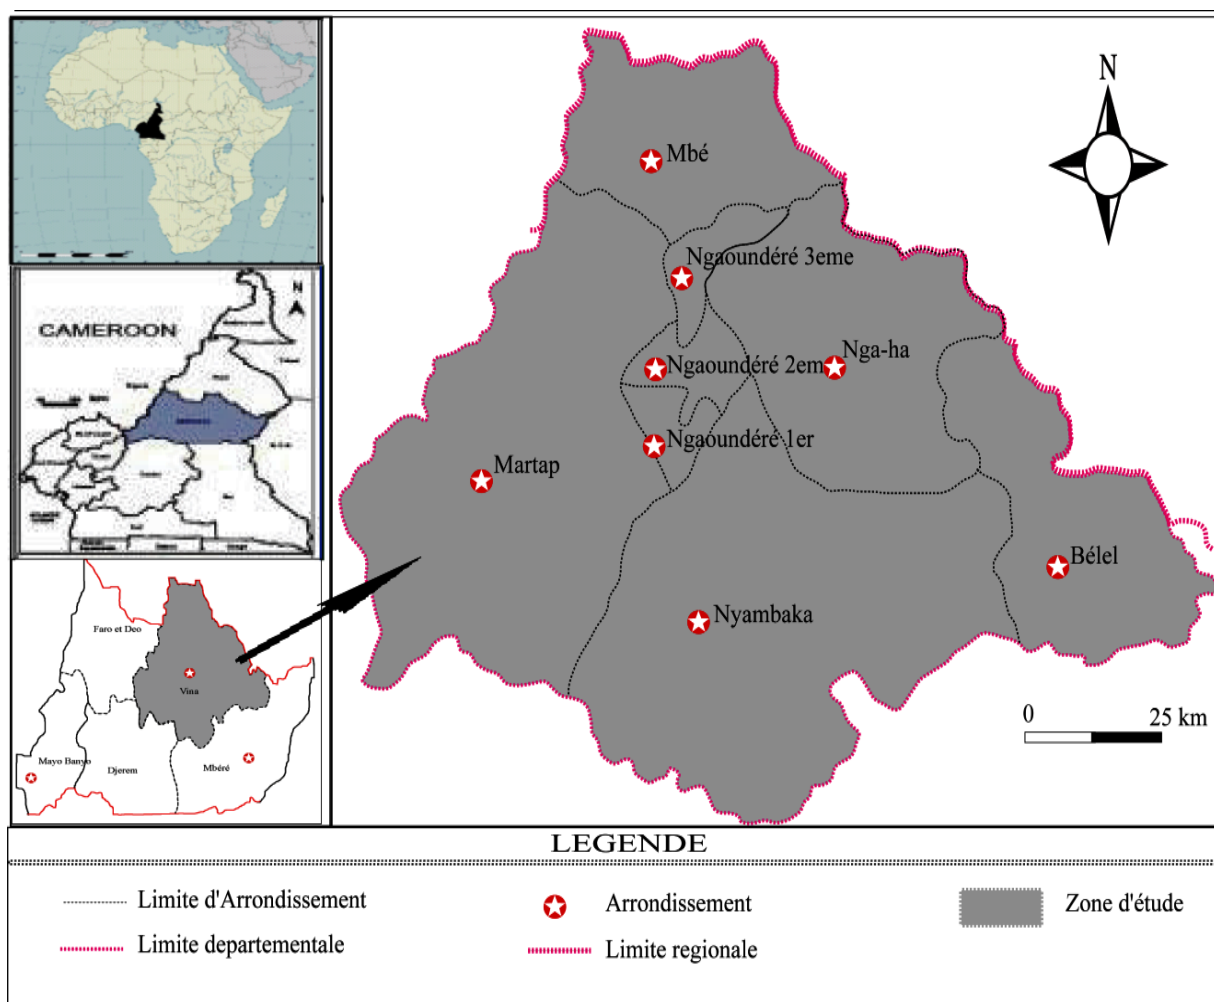 N
Mbé
Ngaoundéré 3eme
Ngaoundéré 2em
Nga-ha
Ngaoundéré 1er
Martap
Bélel
Nyambaka
0 25 km
N
CAMEROON
Faro et Deo
Vina
Mayo Banyo
Djerem
Mbéré
LEGENDE
Limite d'Arrondissement
Arrondissement
Zone d'étude
Limite departementale
Limite regionale